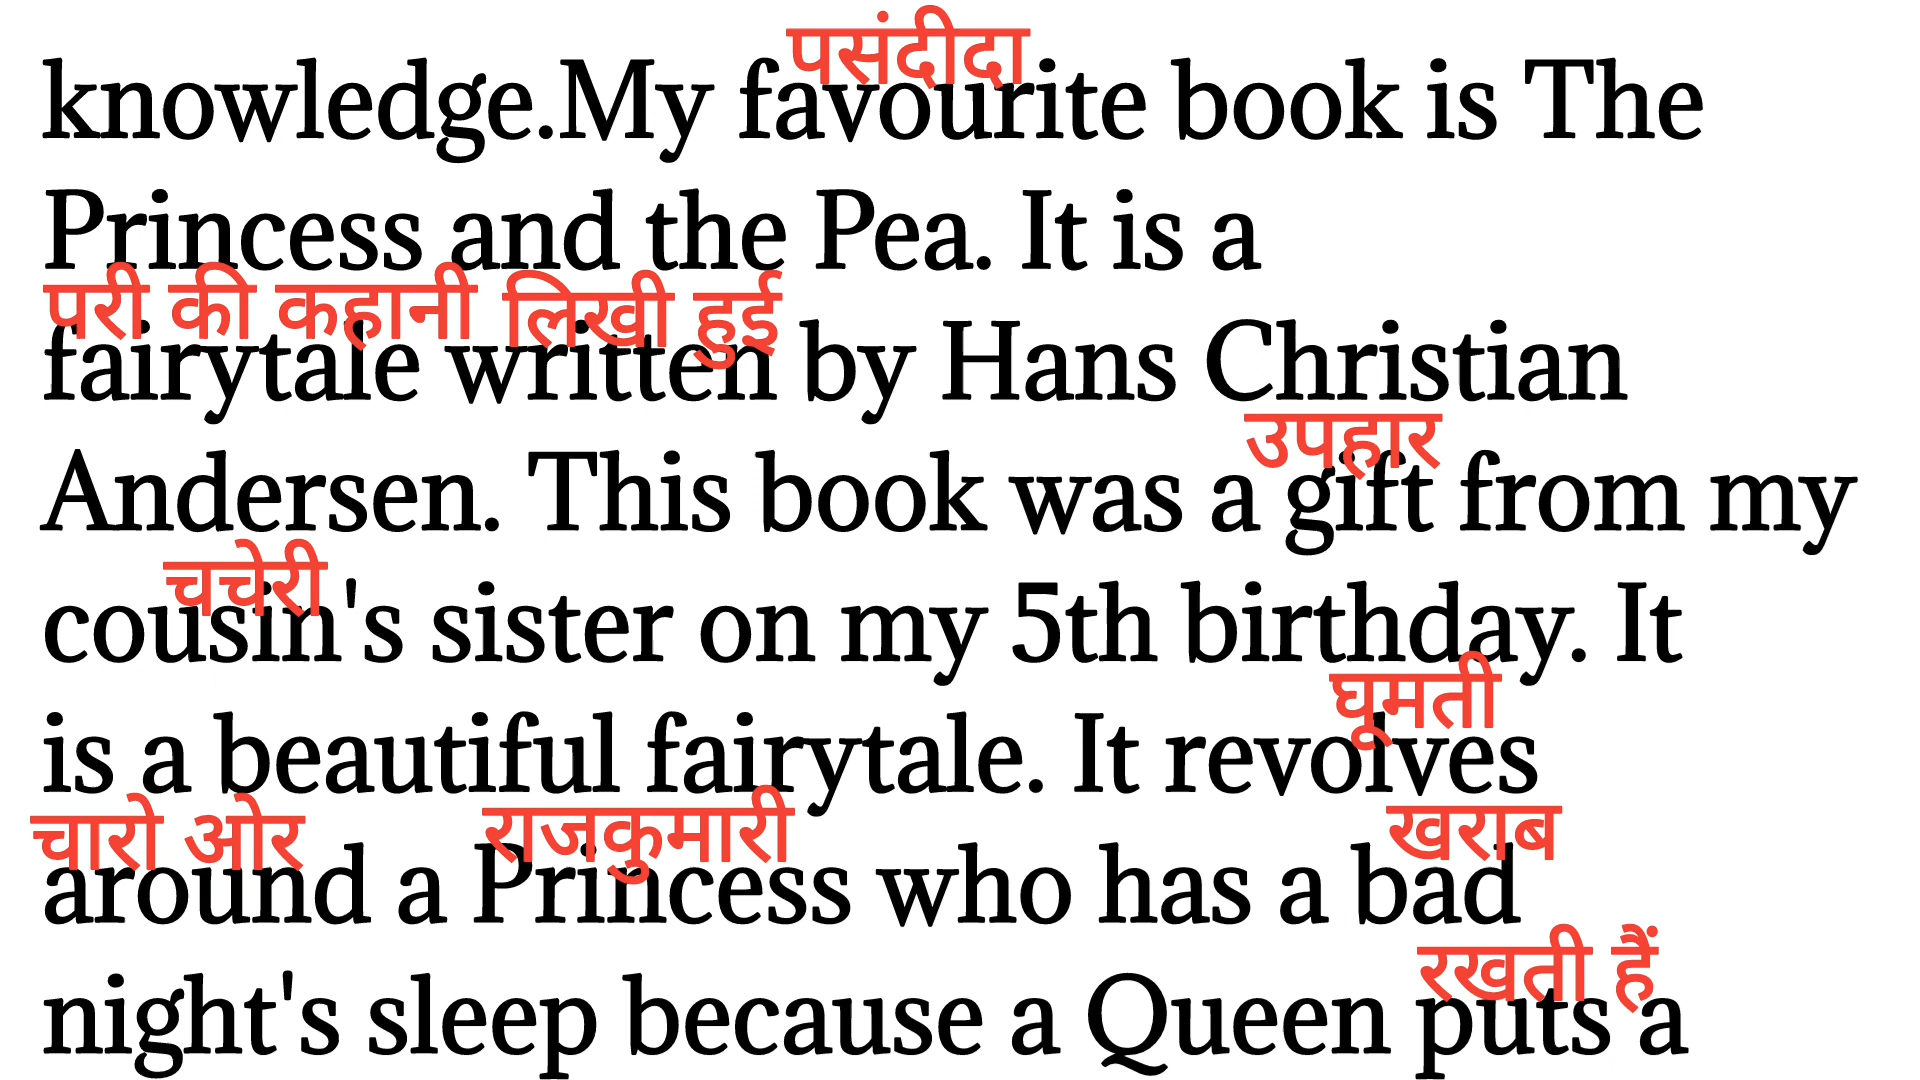 पसंदीदा
knowledge.My favourite book is The
Princess and the Pea. It is a
परी की कहानी लिखी हुई
fairytale written by Hans Christian
उपहार
Andersen. This book was a gift from my
चचेरी
cousin's sister on my 5th birthday. It
घूमती
is a beautiful fairytale. It revolves
चारो ओर राजकुमारी खराब
around a Princess who has a bad
रखती हैं
night's sleep because a Queen puts a